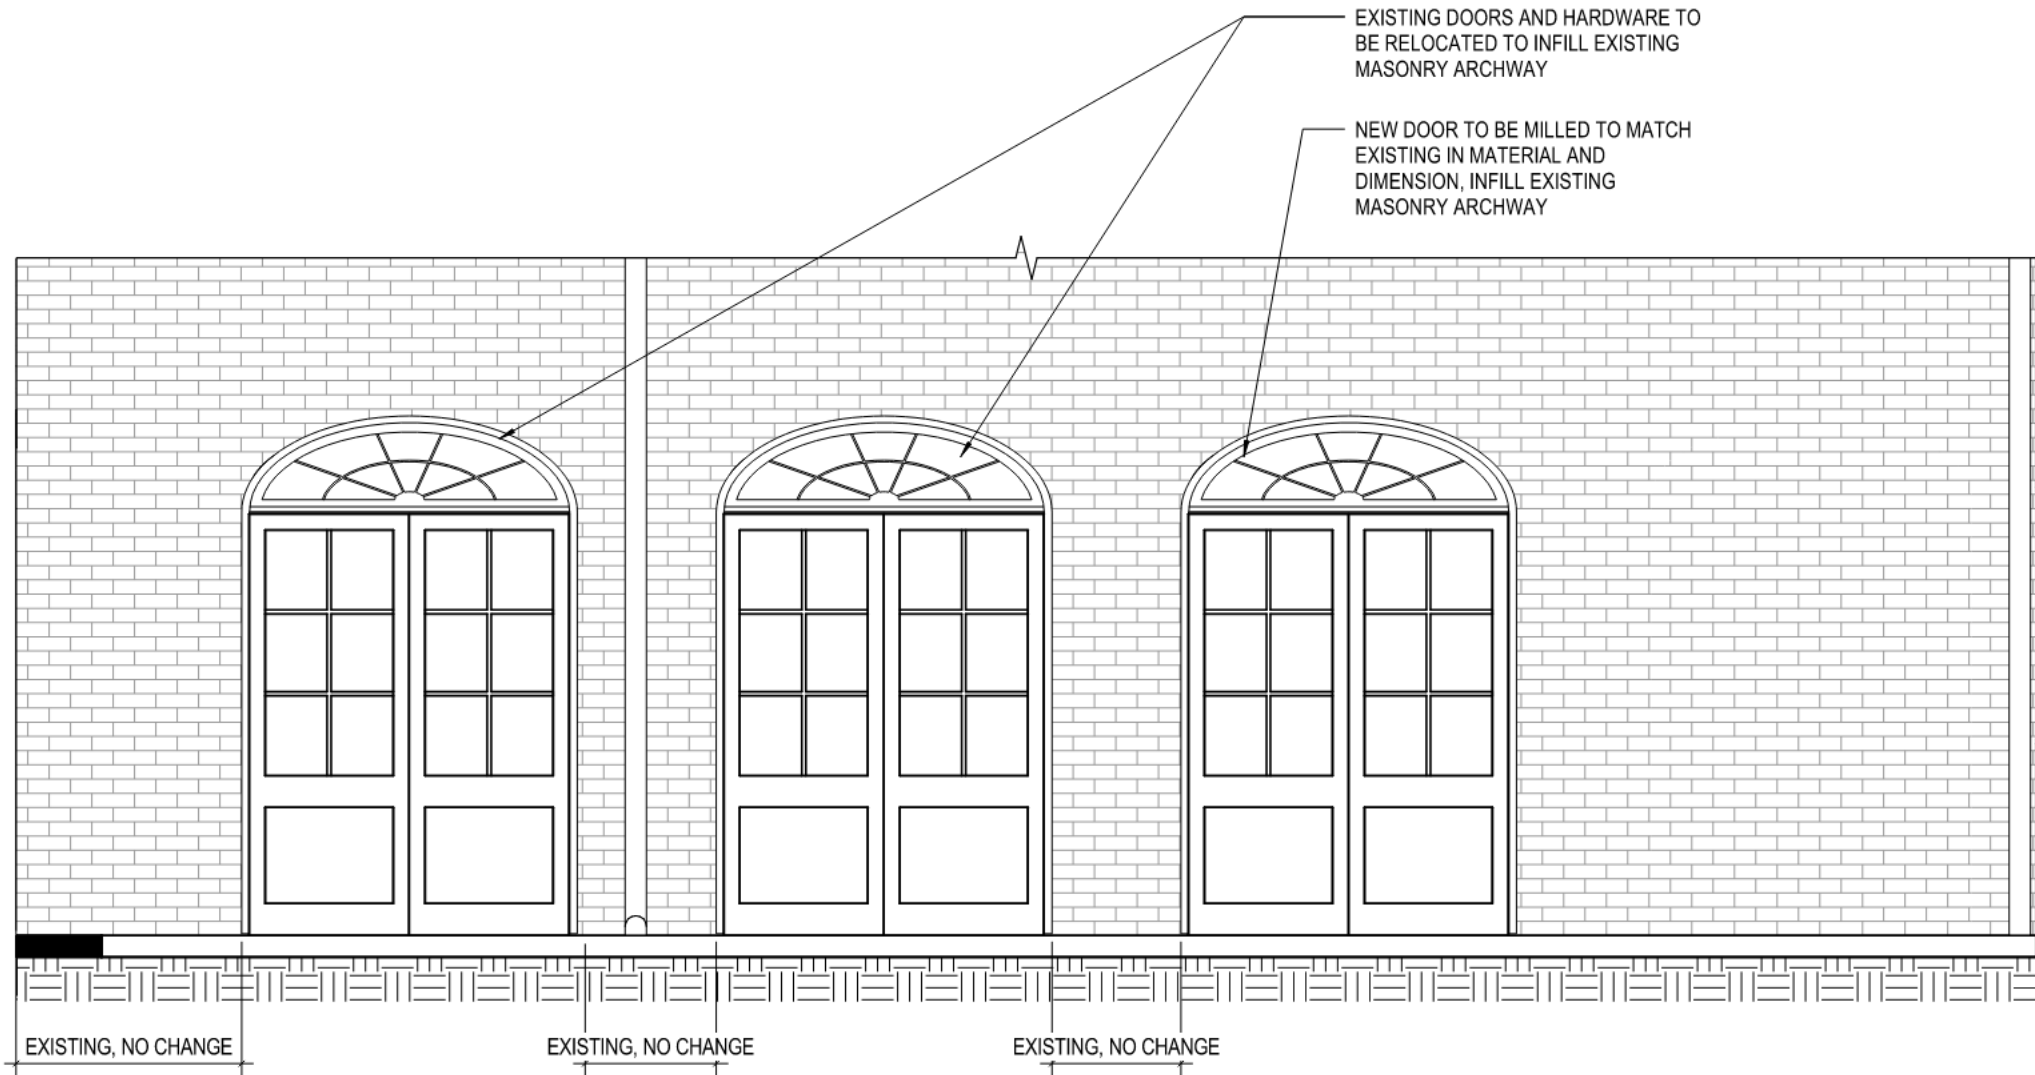 EXISTING DOORS AND HARDWARE TO
BE RELOCATED TO INFILL EXISTING
MASONRY ARCHWAY
NEW DOOR TO BE MILLED TO MATCH
EXISTING IN MATERIAL AND
DIMENSION, INFILL EXISTING
MASONRY ARCHWAY
EXISTING, NO CHANGE
EXISTING, NO CHANGE
EXISTING, NO CHANGE